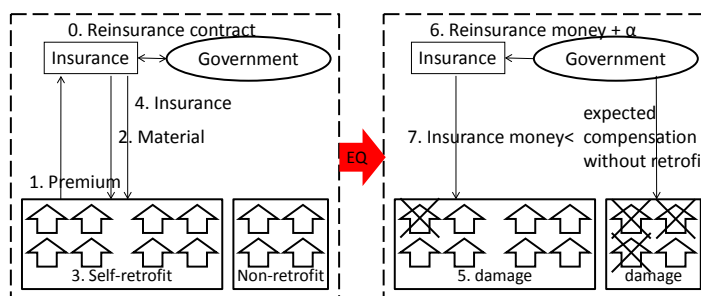 0. Reinsurance contract
Insurance
Government
4. Insurance
2. Material
1. Premium
3. Self-retrofit
Non-retrofit
EQ
6. Reinsurance money + α
Insurance
Government
expected
7. Insurance money< compensation
without retrofi
5. damage
damage